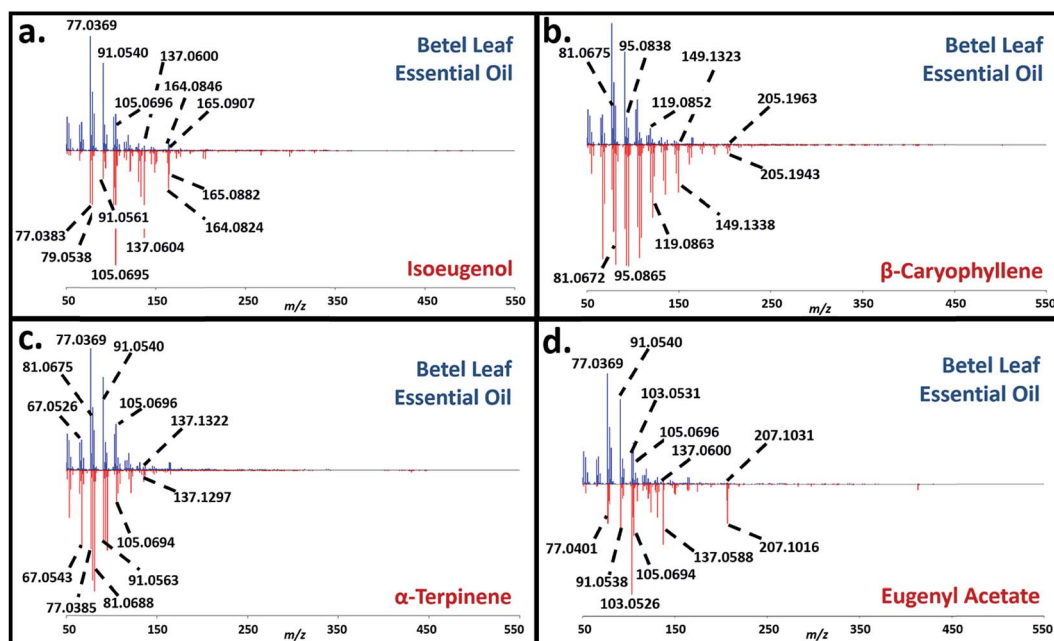 a.
77.0369
91.0540
137.0600
164.0846
105.0696
165.0907
Betel Leaf
Essential Oil
165.0882
77.0383
91.0561
164.0824
79.0538
137.0604
105.0695
Isoeugenol
50 150 250 350 450 550
m/z
b.
81.0675
95.0838
149.1323
119.0852
205.1963
Betel Leaf
Essential Oil
205.1943
149.1338
119.0863
81.0672
95.0865
β-Caryophyllene
50 150 250 350 450 550
m/z
c.
77.0369
91.0540
81.0675
67.0526
105.0696
137.1322
Betel Leaf
Essential Oil
137.1297
105.0694
67.0543
91.0563
77.0385
81.0688
α-Terpinene
50 150 250 350 450 550
m/z
d.
91.0540
77.0369
103.0531
105.0696
137.0600
207.1031
Betel Leaf
Essential Oil
77.0401
137.0588
207.1016
91.0538
105.0694
103.0526
Eugenyl Acetate
50 150 250 350 450 550
m/z